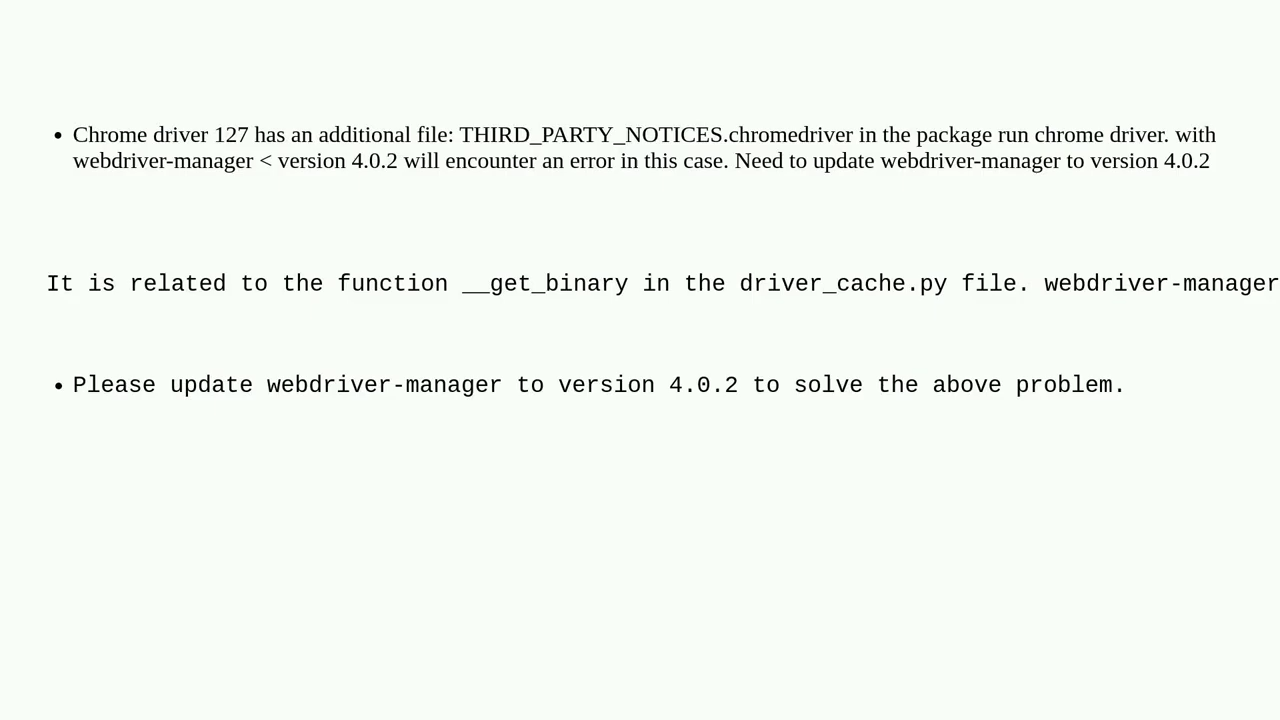 Chrome driver 127 has an additional file: THIRD_PARTY_NOTICES.chromedriver in the package run chrome driver. with
webdriver-manager < version 4.0.2 will encounter an error in this case. Need to update webdriver-manager to version 4.0.2
It is related to the function __get_binary in the driver_cache.py file. webdriver-manager
Please update webdriver-manager to version 4.0.2 to solve the above problem.